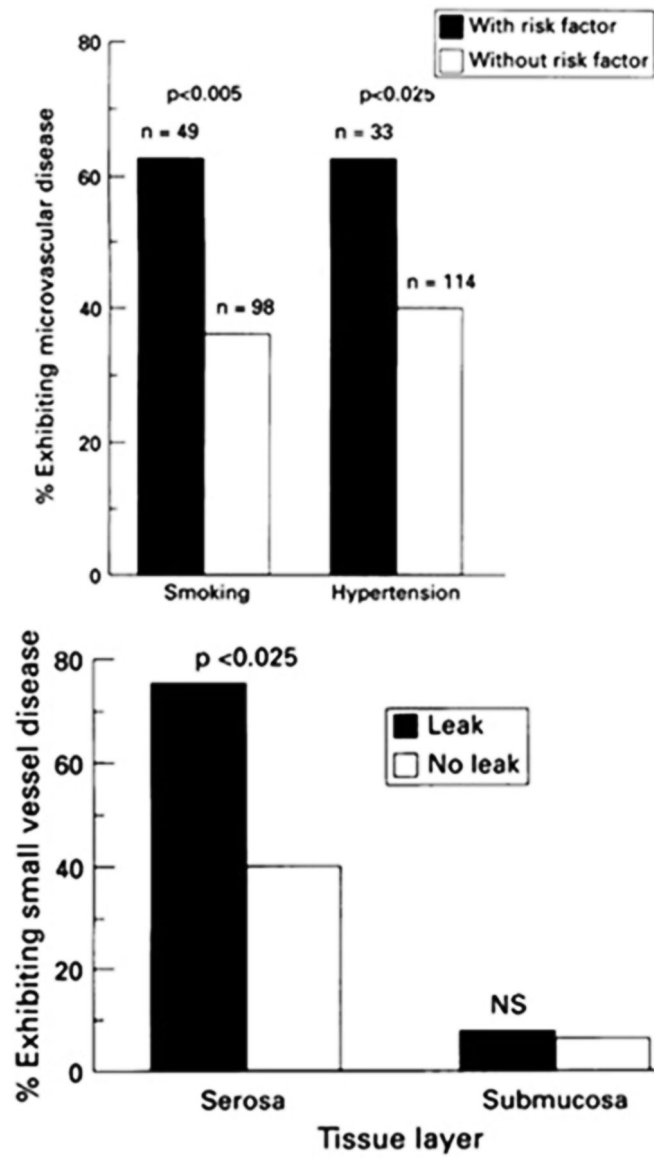 With risk factor
Without risk factor
80
p<0.005
p<0.025
n = 49
n = 33
60
n = 114
n = 98
40
20
0
% Exhibiting microvascular disease
Smoking
Hypertension
80
p <0.025
Leak
No leak
60
40
20
NS
0
% Exhibiting small vessel disease
Serosa
Submucosa
Tissue layer